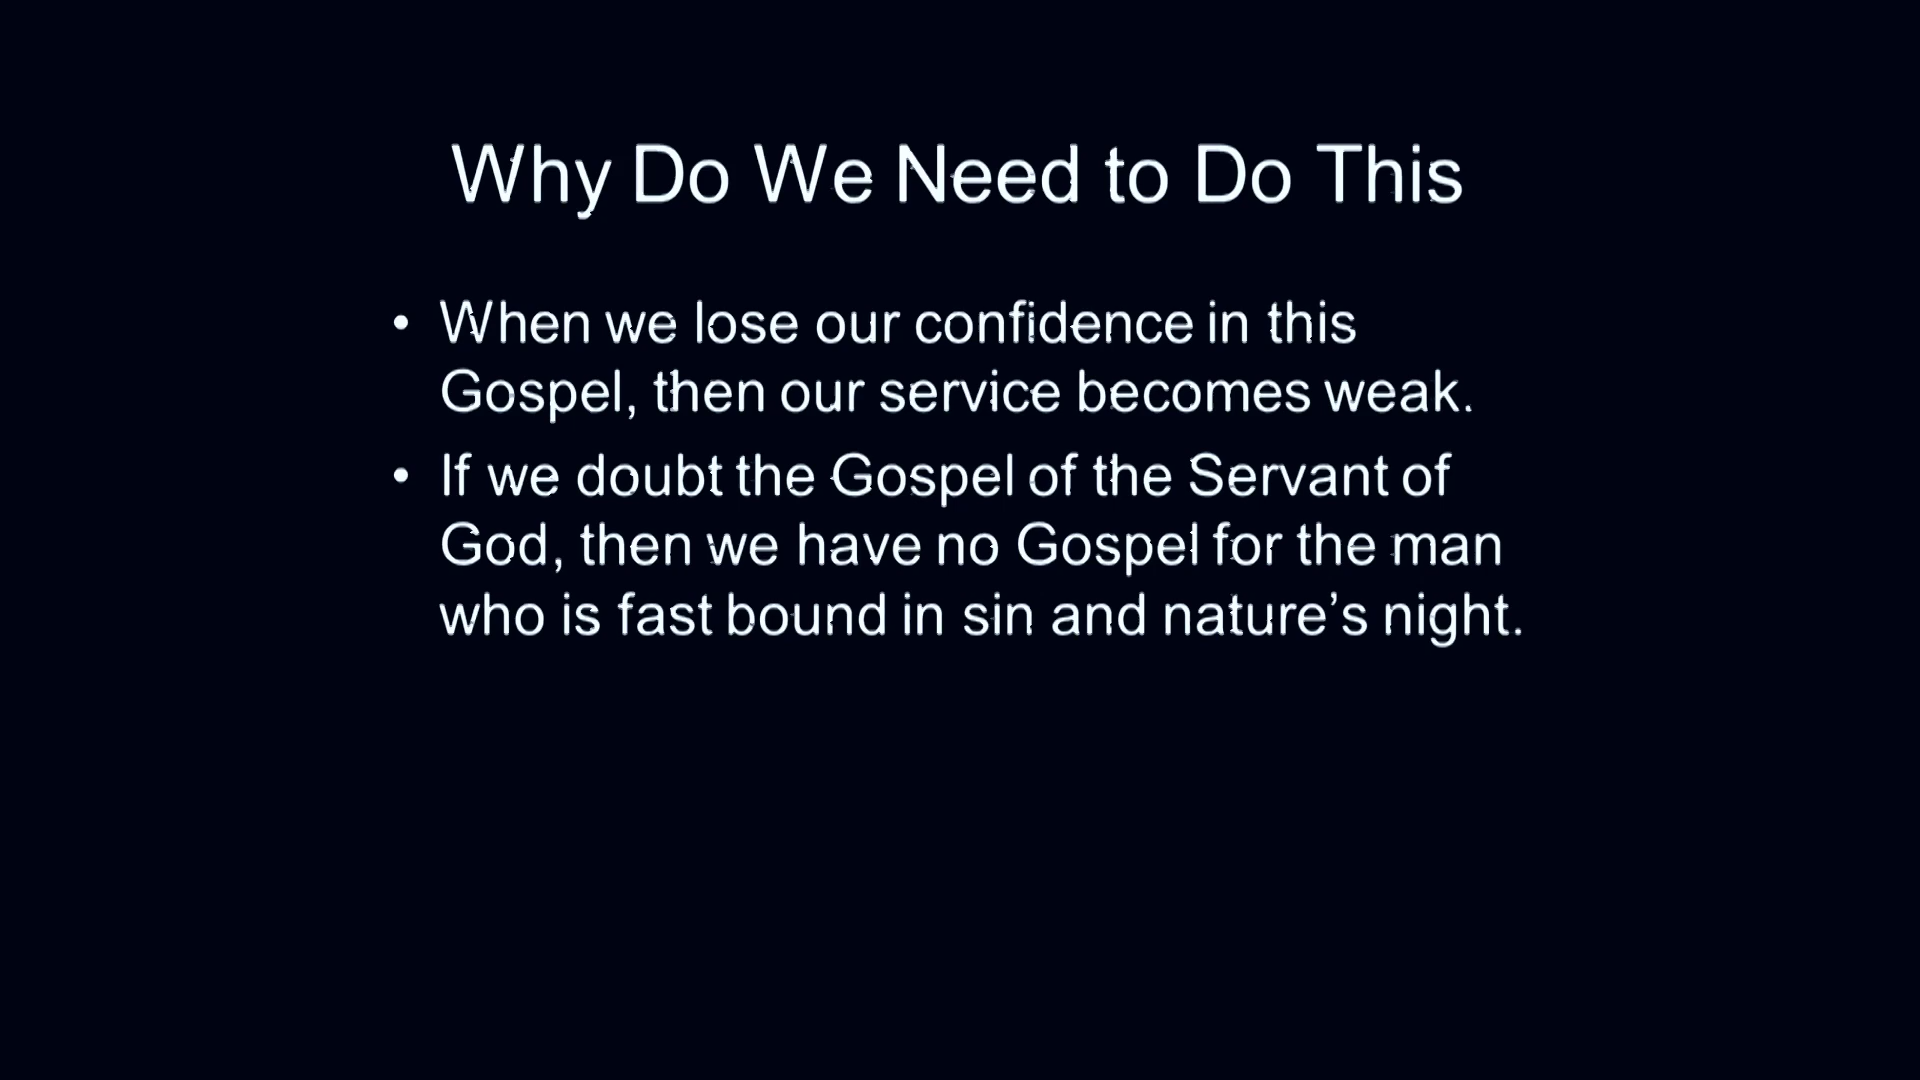 Why Do We Need to Do This
• When we lose our confidence in this
Gospel, then our service becomes weak.
• If we doubt the Gospel of the Servant of
God, then we have no Gospel for the man
who is fast bound in sin and nature’s night.